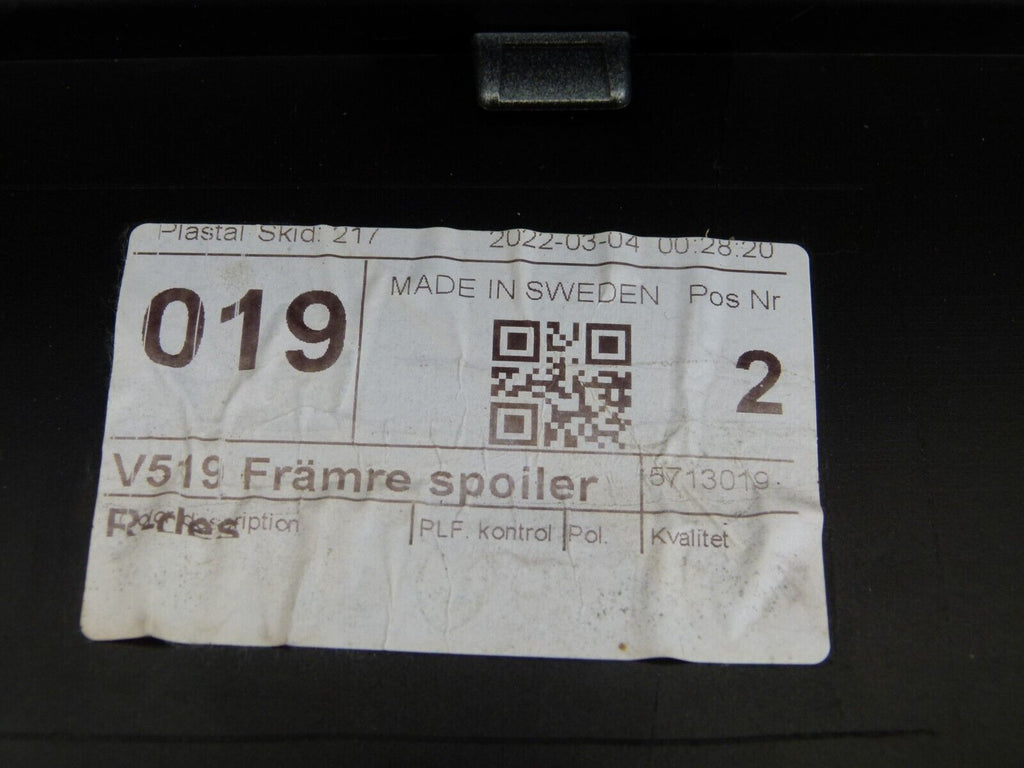 Plastal Skid: 217 2022-03-04 00:28:20
019 MADE IN SWEDEN Pos Nr
2
V519 Främre spoiler 5713019
description PLF. kontrol Pol. Kvalitet